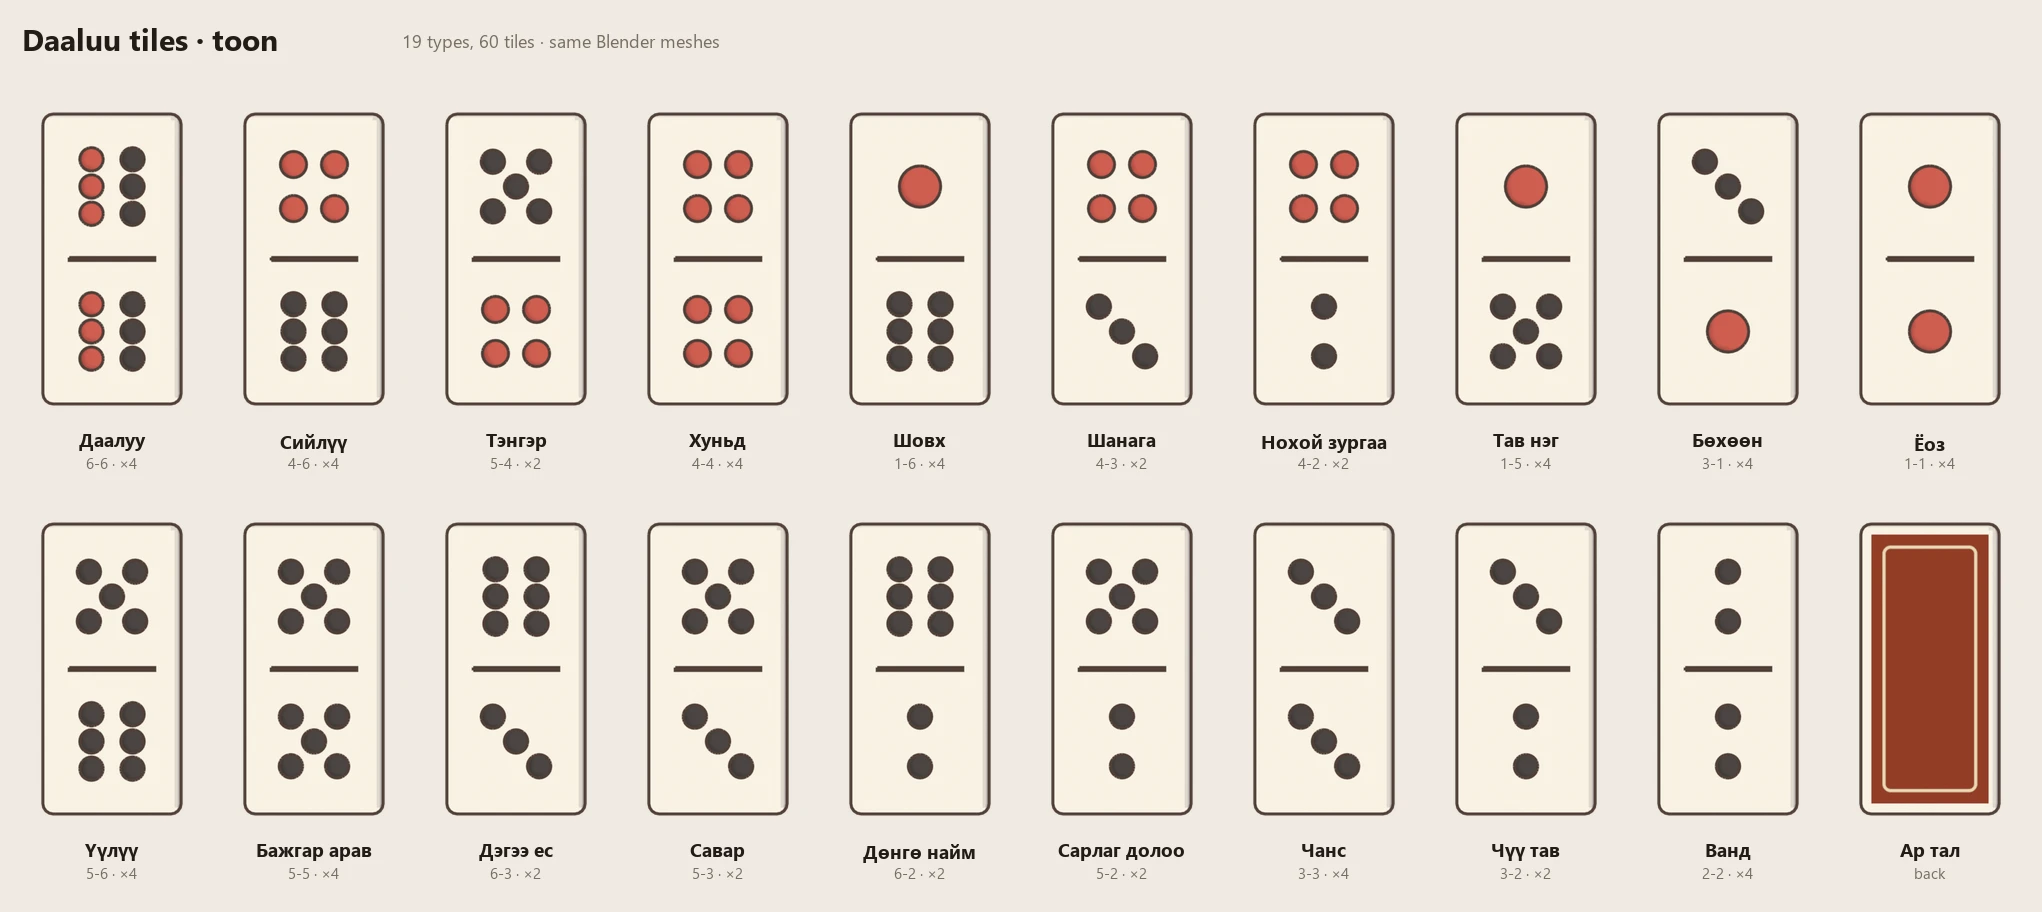 Daaluu tiles · toon
19 types, 60 tiles · same Blender meshes
Даалуу
6-6 · ×4
Сийлүү
4-6 · ×4
Тэнгэр
5-4 · ×2
Хуньд
4-4 · ×4
Шовх
1-6 · ×4
Шанага
4-3 · ×2
Нохой зургаа
4-2 · ×2
Тав нэг
1-5 · ×4
Бөхөөн
3-1 · ×4
Ёоз
1-1 · ×4
Үүлүү
5-6 · ×4
Бажгар арав
5-5 · ×4
Дэгээ ес
6-3 · ×2
Савар
5-3 · ×2
Дөнгө найм
6-2 · ×2
Сарлаг долоо
5-2 · ×2
Чанс
3-3 · ×4
Чүү тав
3-2 · ×2
Ванд
2-2 · ×4
Ар тал
back